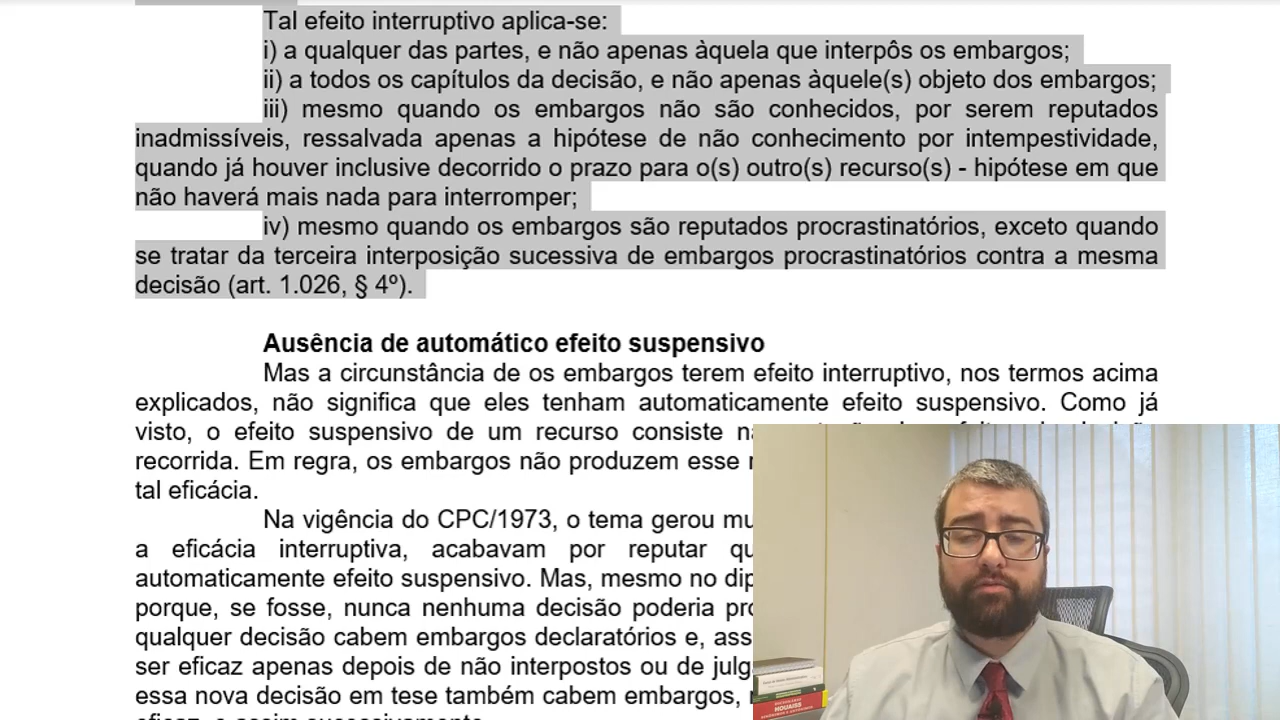 Tal efeito interruptivo aplica-se:
i) a qualquer das partes, e não apenas àquela que interpôs os embargos;
ii) a todos os capítulos da decisão, e não apenas àquele(s) objeto dos embargos;
iii) mesmo quando os embargos não são conhecidos, por serem reputados
inadmissíveis, ressalvada apenas a hipótese de não conhecimento por intempestividade,
quando já houver inclusive decorrido o prazo para o(s) outro(s) recurso(s) - hipótese em que
não haverá mais nada para interromper;
iv) mesmo quando os embargos são reputados procrastinatórios, exceto quando
se tratar da terceira interposição sucessiva de embargos procrastinatórios contra a mesma
decisão (art. 1.026, § 4º).
Ausência de automático efeito suspensivo
Mas a circunstância de os embargos terem efeito interruptivo, nos termos acima
explicados, não significa que eles tenham automaticamente efeito suspensivo. Como já
visto, o efeito suspensivo de um recurso consiste
recorrida. Em regra, os embargos não produzem esse
tal eficácia.
Na vigência do CPC/1973, o tema gerou
a eficácia interruptiva, acabavam por reputar
automaticamente efeito suspensivo. Mas, mesmo no
porque, se fosse, nunca nenhuma decisão poderia
qualquer decisão cabem embargos declaratórios e,
ser eficaz apenas depois de não interpostos ou de
essa nova decisão em tese também cabem embargos,
eficaz, e assim sucessivamente.
HOUAISS